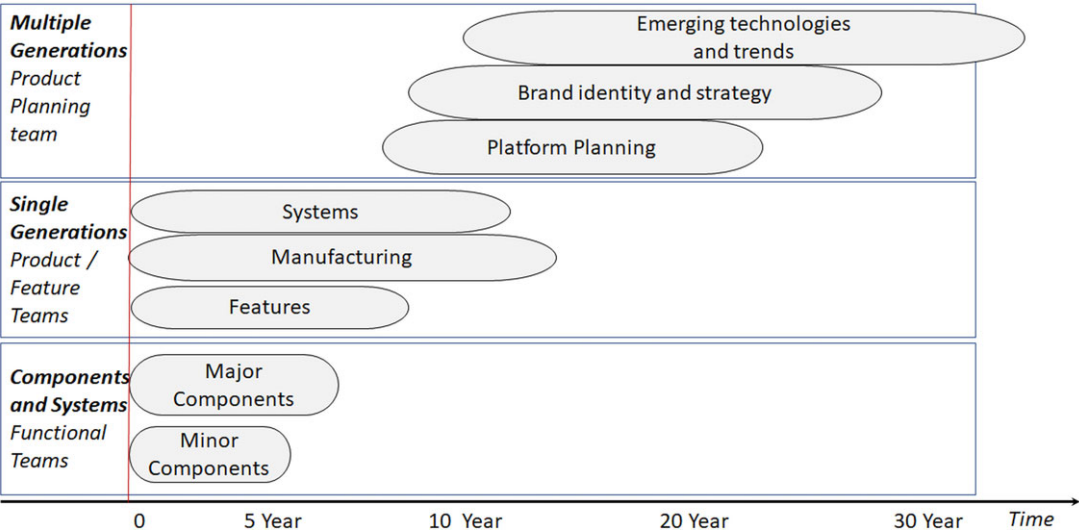 Multiple
Generations
Product
Planning
team
Emerging technologies
and trends
Brand identity and strategy
Platform Planning
Single
Generations
Product /
Feature
Teams
Systems
Manufacturing
Features
Components
and Systems
Functional
Teams
Major
Components
Minor
Components
0 5 Year 10 Year 20 Year 30 Year Time